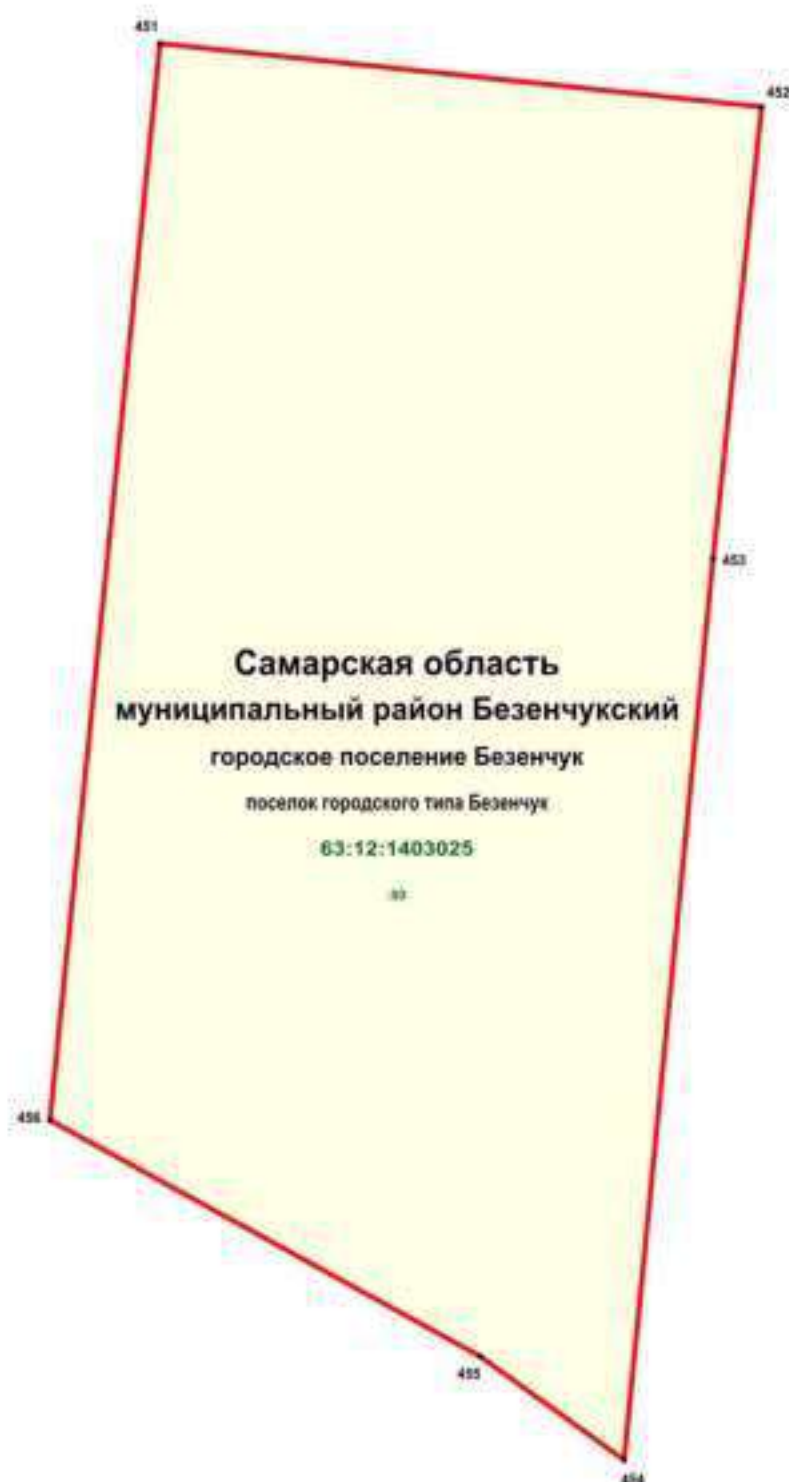 451
452
453
Самарская область
муниципальный район Безенчукский
городское поселение Безенчук
поселок городского типа Безенчук
63:12:1403025
456
455
454